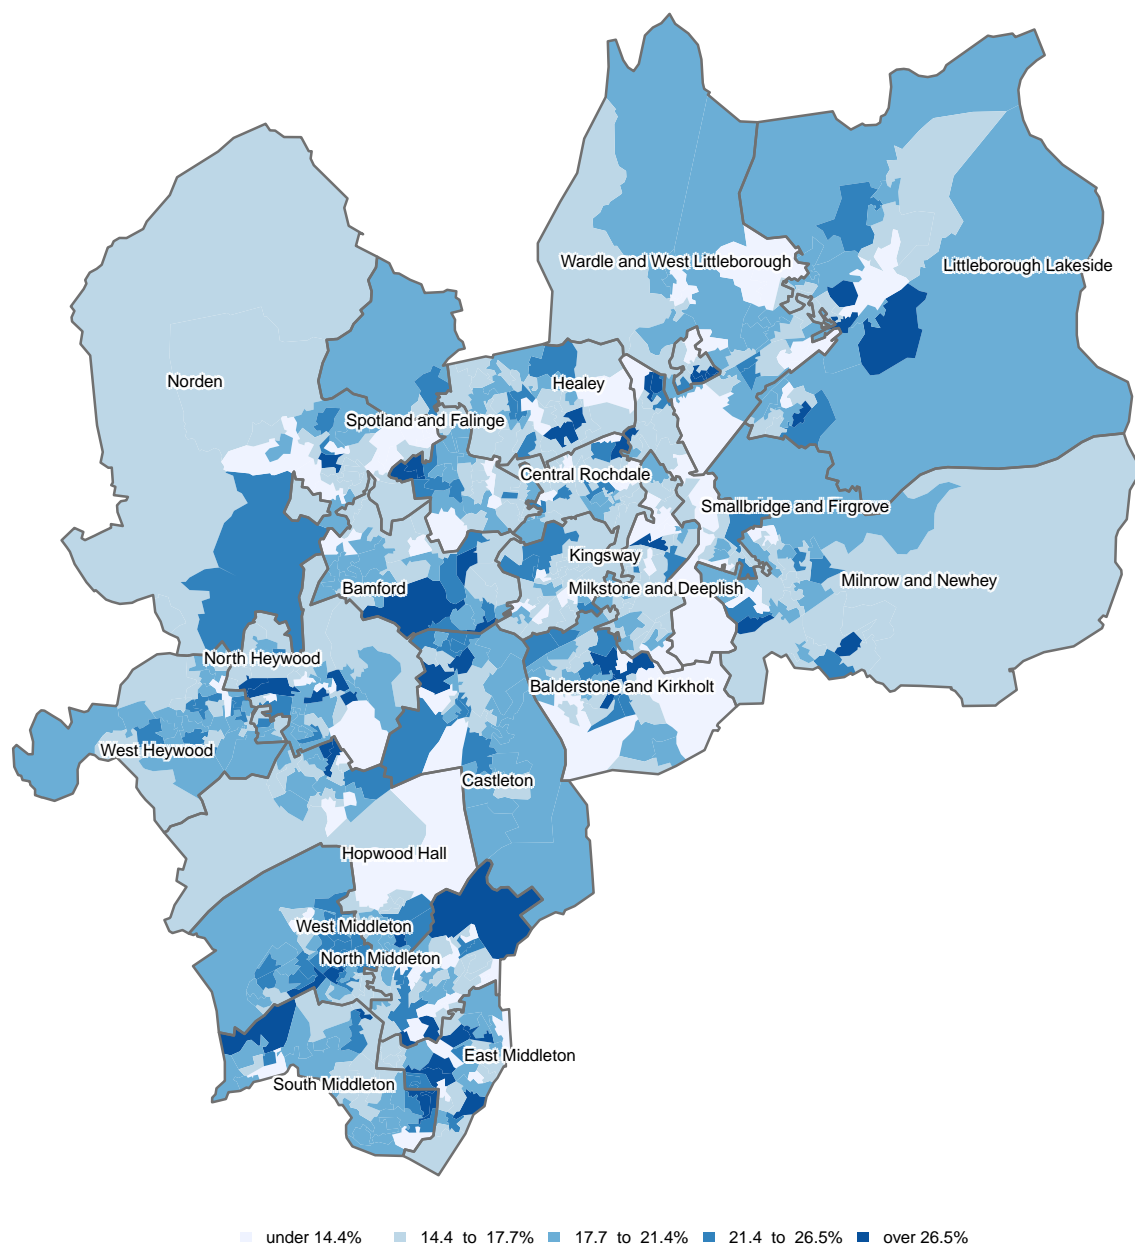 Wardle and West Littleborough
Littleborough Lakeside
Norden
Healey
Spotland and Falinge
Central Rochdale
Smallbridge and Firgrove
Kingsway
Bamford
Milkstone and Deeplish
Milnrow and Newhey
North Heywood
Balderstone and Kirkholt
West Heywood
Castleton
Hopwood Hall
West Middleton
North Middleton
East Middleton
South Middleton
under 14.4% 14.4 to 17.7% 17.7 to 21.4% 21.4 to 26.5% over 26.5%